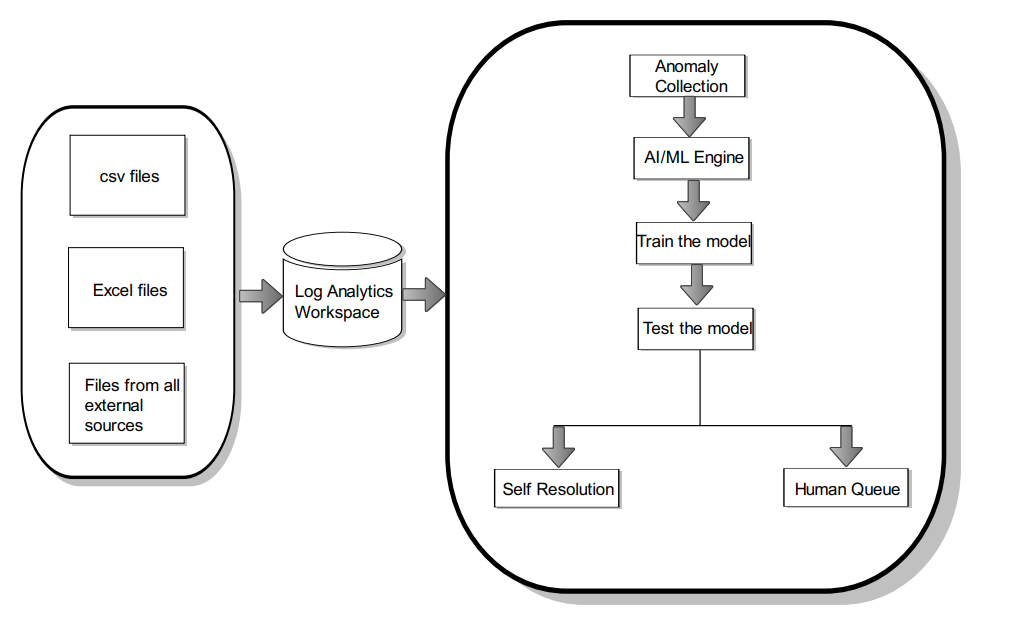 csv files
Excel files
Files from all
external
sources
Log Analytics
Workspace
Anomaly
Collection
AI/ML Engine
Train the model
Test the model
Self Resolution
Human Queue